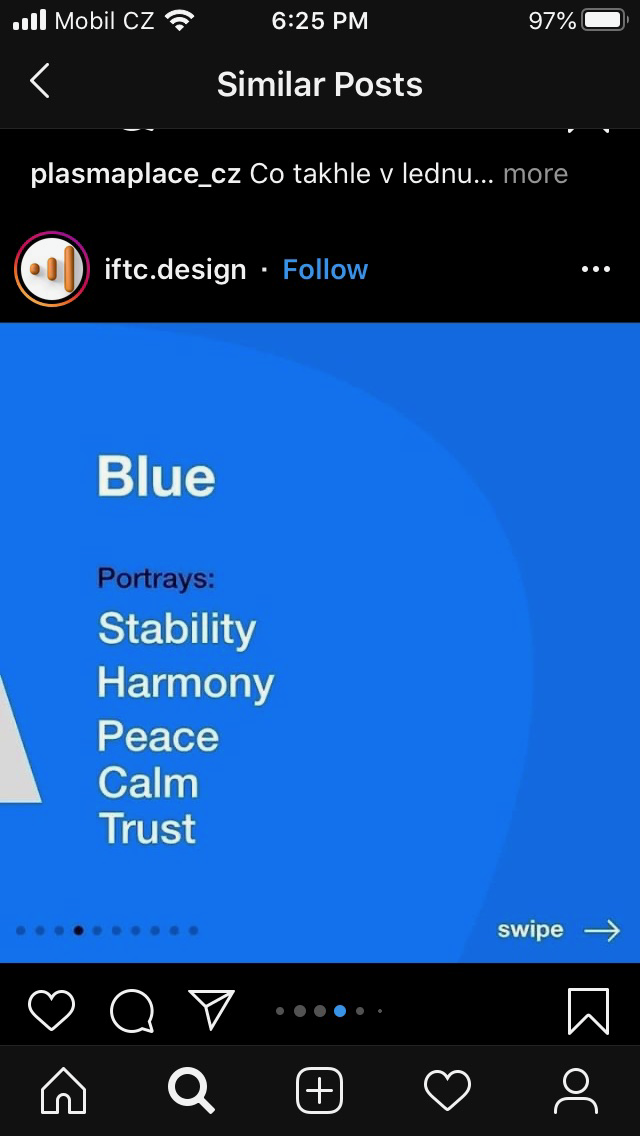 Mobil CZ 6:25 PM 97%
Similar Posts
plasmaplace_cz Co takhle v lednu... more
iftc.design · Follow
Blue
Portrays:
Stability
Harmony
Peace
Calm
Trust
swipe →